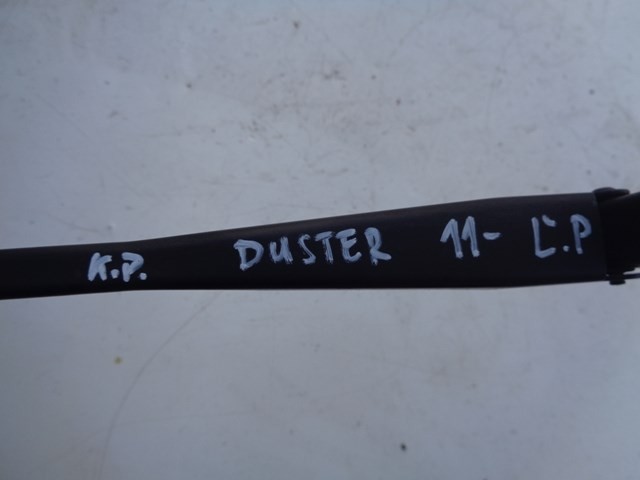 K.P. DUSTER 11- Ľ.P